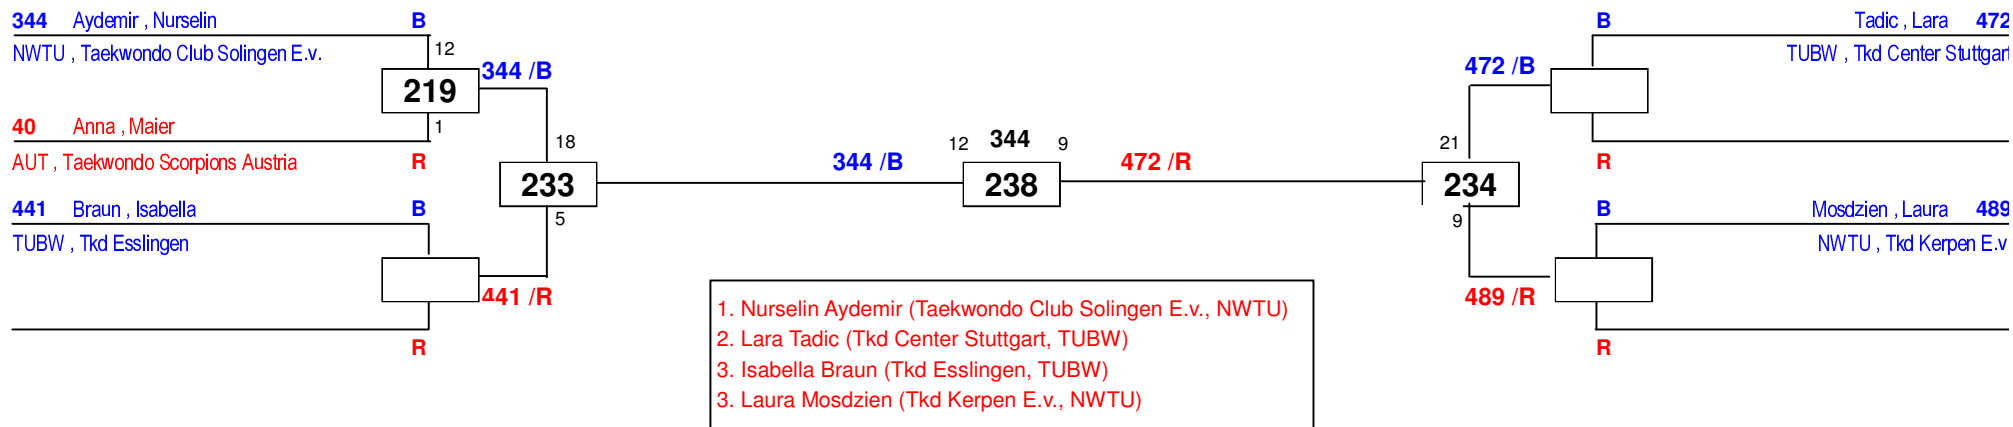 344 Aydemir , Nurselin B
NWTU , Taekwondo Club Solingen E.v.
12
344 /B
219
1
40 Anna , Maier
AUT , Taekwondo Scorpions Austria R
18
233
5
441 Braun , Isabella B
TUBW , Tkd Esslingen
441 /R
R
344 /B
12 344 9
238
472 /R
B Tadic , Lara 472
TUBW , Tkd Center Stuttgart
472 /B
R
21
234
9
B Mosdzien , Laura 489
NWTU , Tkd Kerpen E.v
489 /R
R
1. Nurselin Aydemir (Taekwondo Club Solingen E.v., NWTU)
2. Lara Tadic (Tkd Center Stuttgart, TUBW)
3. Isabella Braun (Tkd Esslingen, TUBW)
3. Laura Mosdzien (Tkd Kerpen E.v., NWTU)